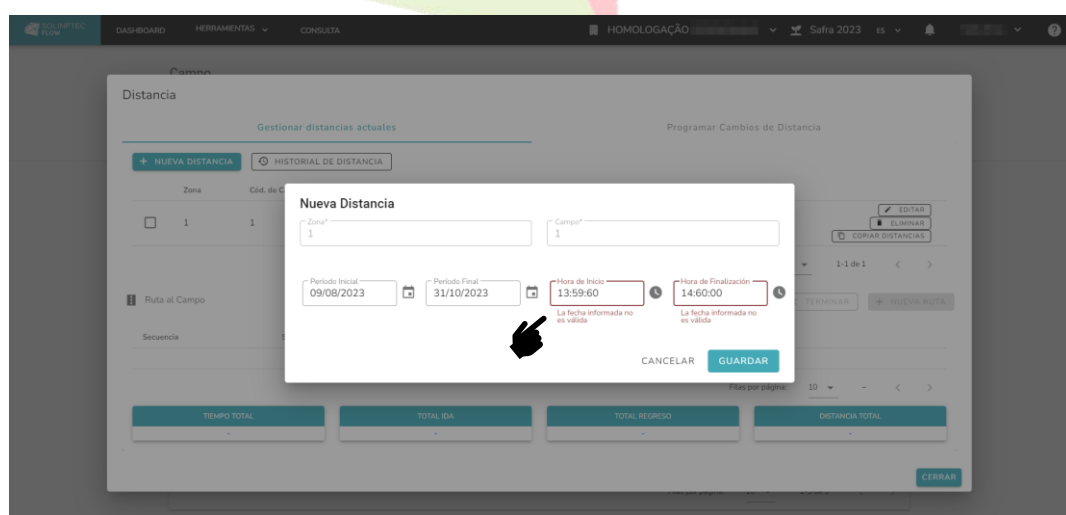 SOLINFTEC
FLOW
DASHBOARD HERRAMIENTAS CONSULTA HOMOLOGAÇÃO Safra 2023 ES
Campo
Distancia
Gestionar distancias actuales Programar Cambios de Distancia
+ NUEVA DISTANCIA HISTORIAL DE DISTANCIA
Zona Cód. de C
1 1 EDITAR
ELIMINAR
COPIAR DISTANCIAS
1-1 de 1
Nueva Distancia
Zona* Campo*
1 1
Período Inicial Período Final Hora de Inicio Hora de Finalización
09/08/2023 31/10/2023 13:59:60 14:60:00
La fecha informada no es válida La fecha informada no es válida
CANCELAR GUARDAR
Ruta al Campo TERMINAR + NUEVA RUTA
Secuencia
Filas por página: 10 -
TIEMPO TOTAL TOTAL IDA TOTAL REGRESO DISTANCIA TOTAL
- - - -
CERRAR